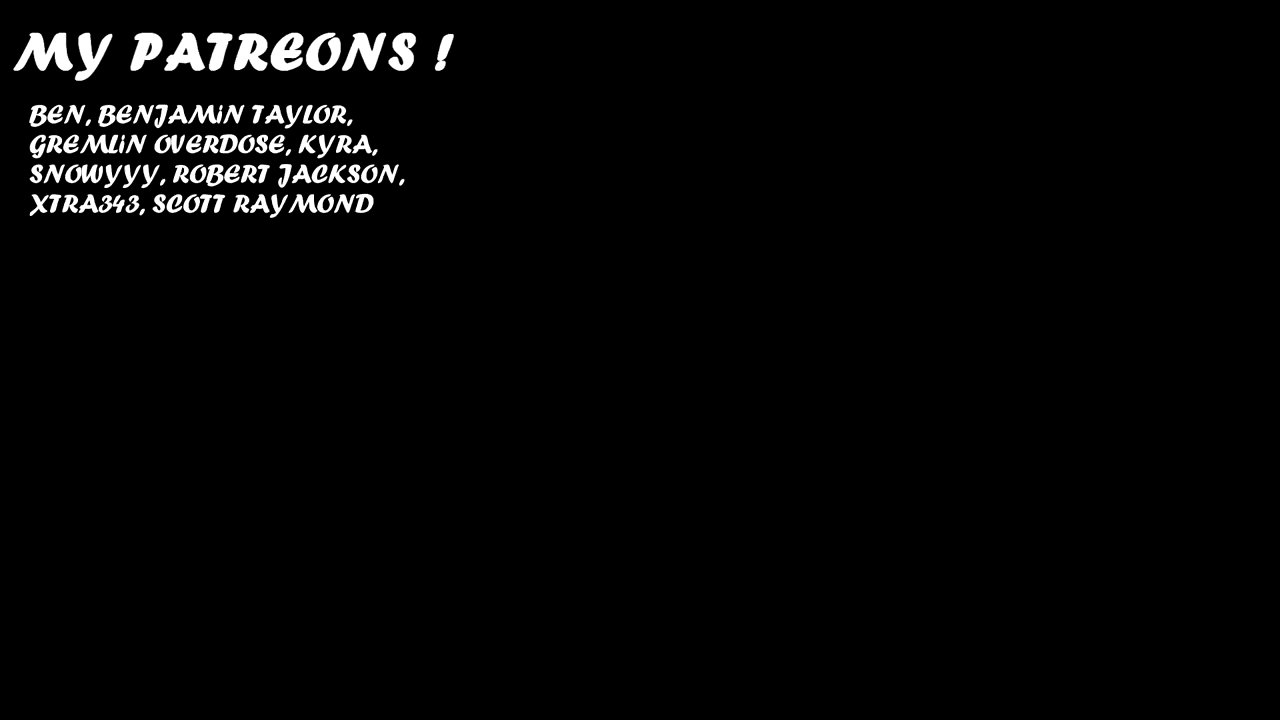 MY PATREONS !
BEN, BENJAMiN TAYLOR,
GREMLiN OVERDOSE, KYRA,
SNOWYYY, ROBERT JACKSON,
XTRA343, SCOTT RAYMOND